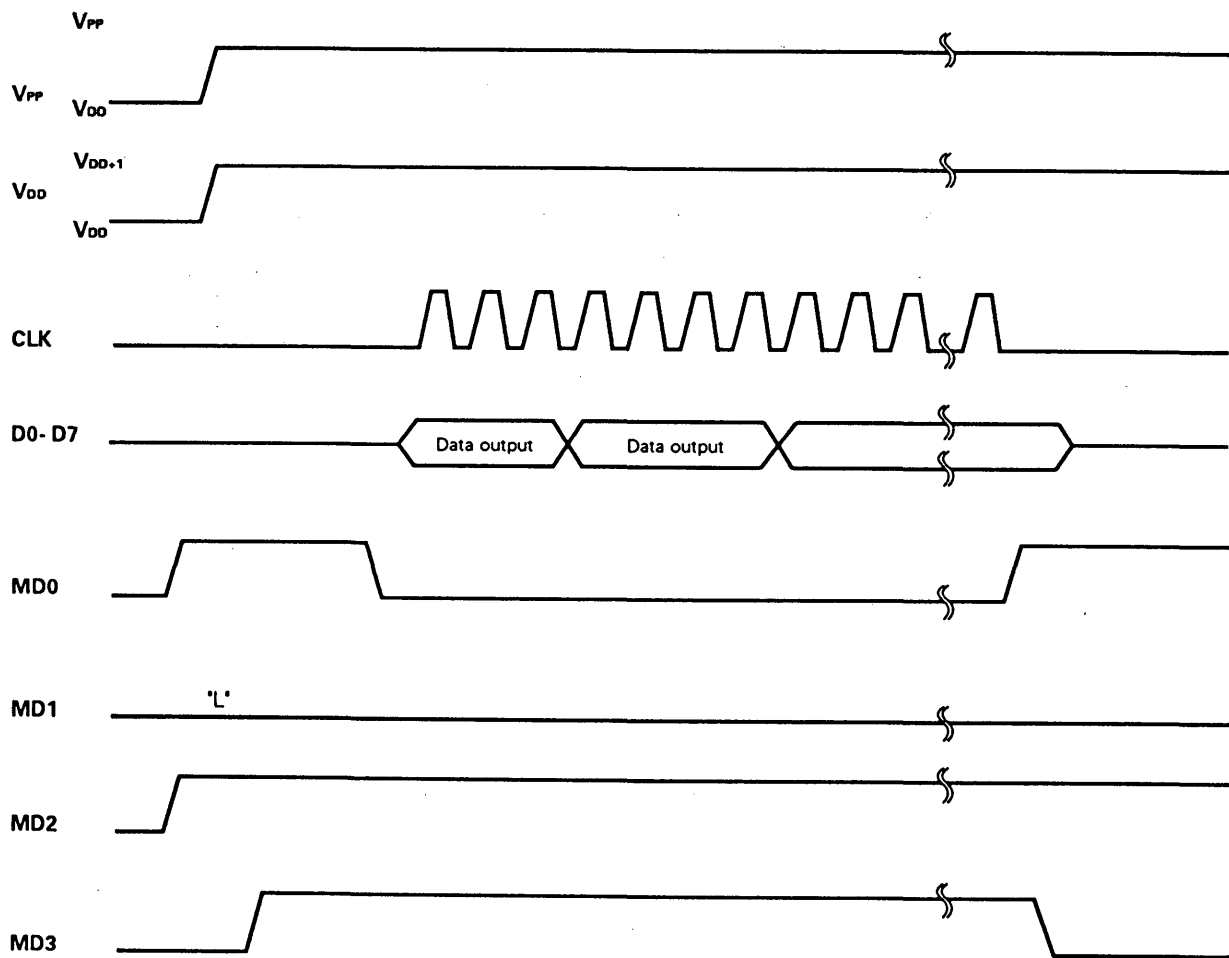 VPP
VPP
VDD
VDD+1
VDD
VDD
CLK
D0- D7
Data output
Data output
MD0
"L"
MD1
MD2
MD3